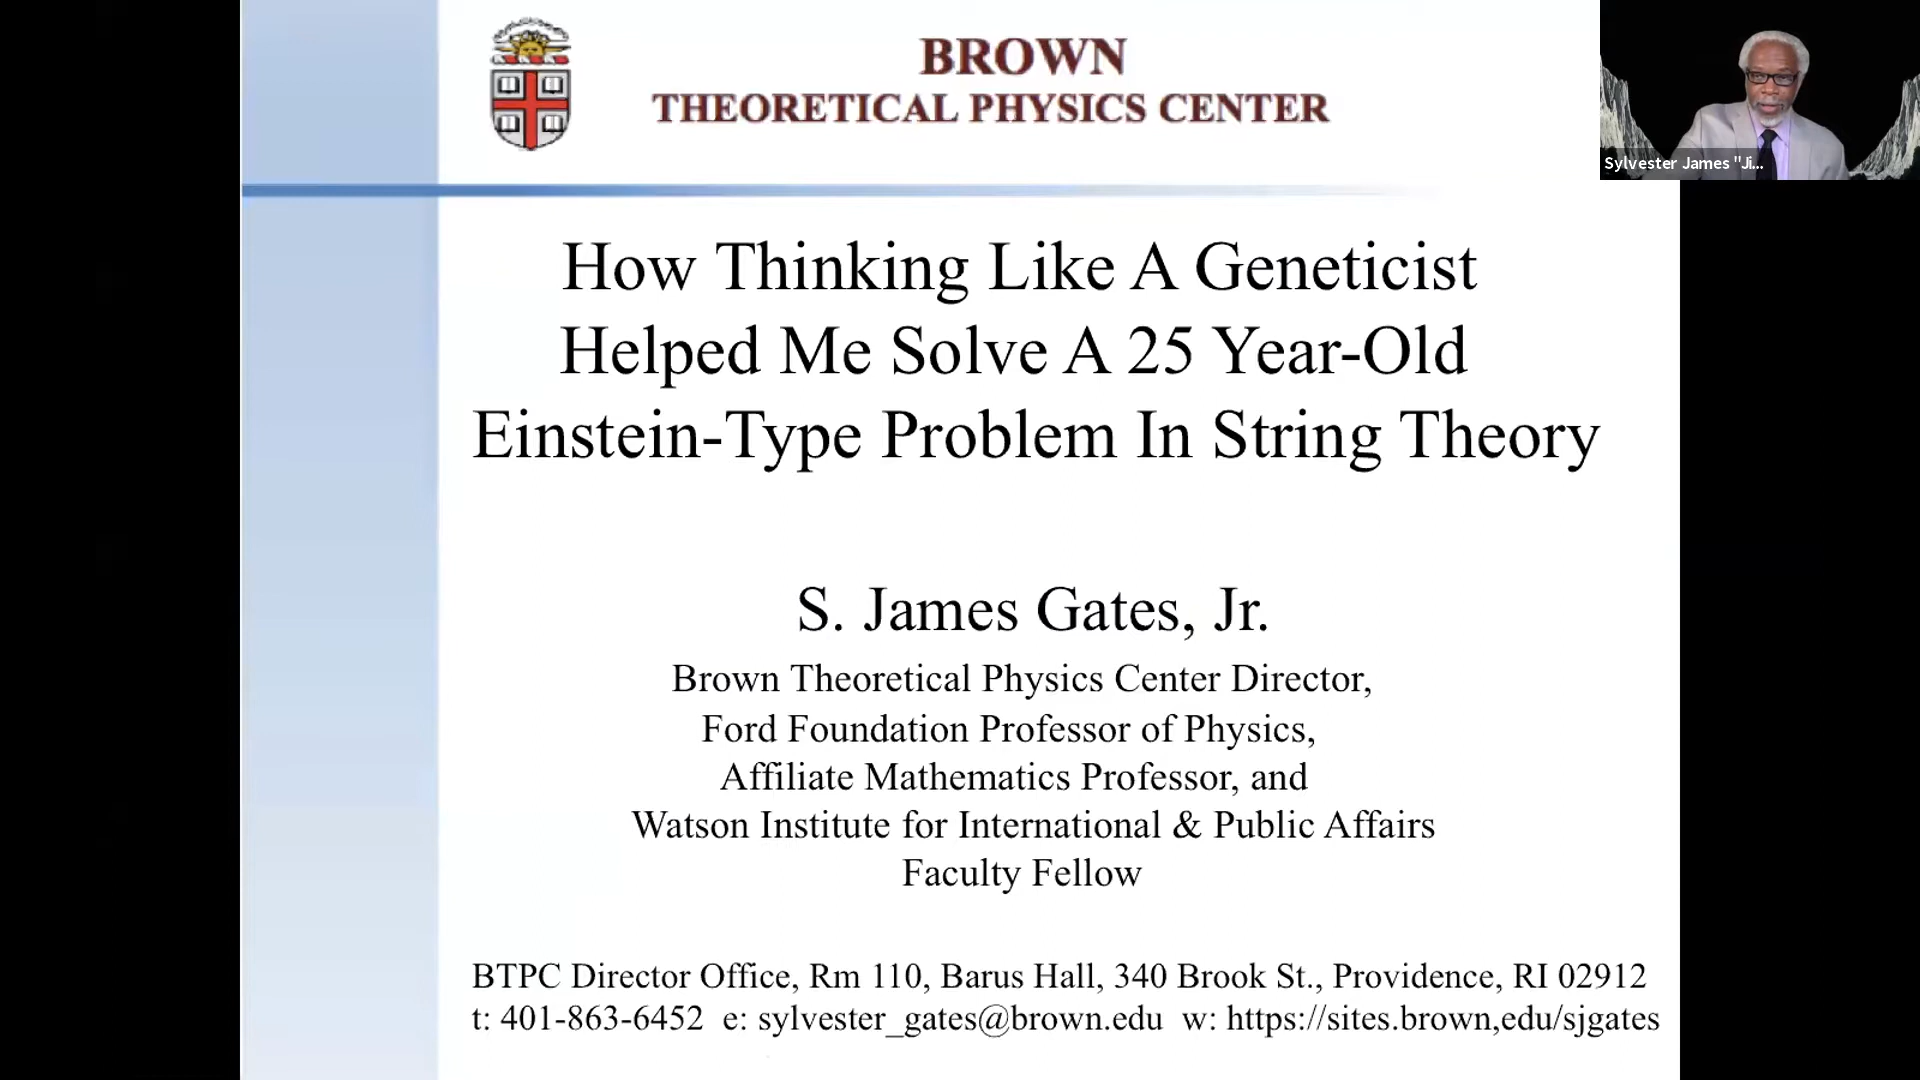 BROWN
THEORETICAL PHYSICS CENTER
Sylvester James "Ji...
How Thinking Like A Geneticist
Helped Me Solve A 25 Year-Old
Einstein-Type Problem In String Theory
S. James Gates, Jr.
Brown Theoretical Physics Center Director,
Ford Foundation Professor of Physics,
Affiliate Mathematics Professor, and
Watson Institute for International & Public Affairs
Faculty Fellow
BTPC Director Office, Rm 110, Barus Hall, 340 Brook St., Providence, RI 02912
t: 401-863-6452 e: sylvester_gates@brown.edu w: https://sites.brown,edu/sjgates